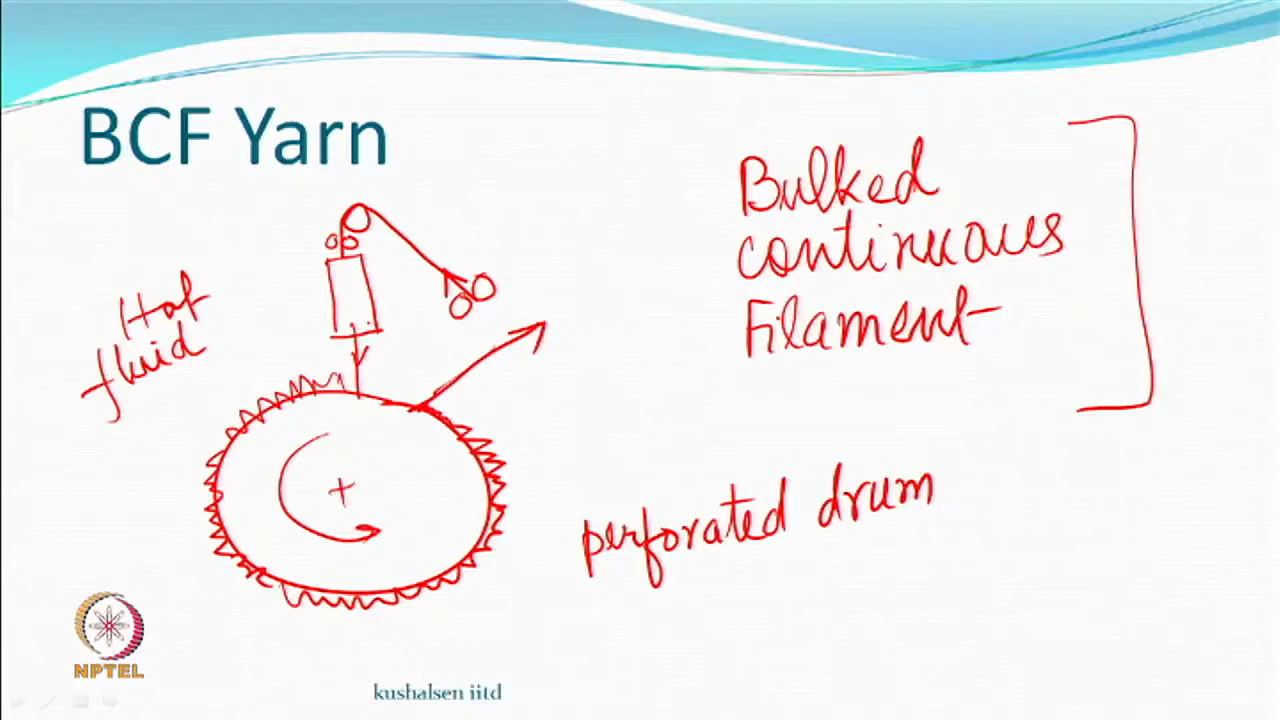 BCF Yarn
Bulked
continuous
Filament
Hot
fluid
perforated drum
NPTEL
kushalsen iitd